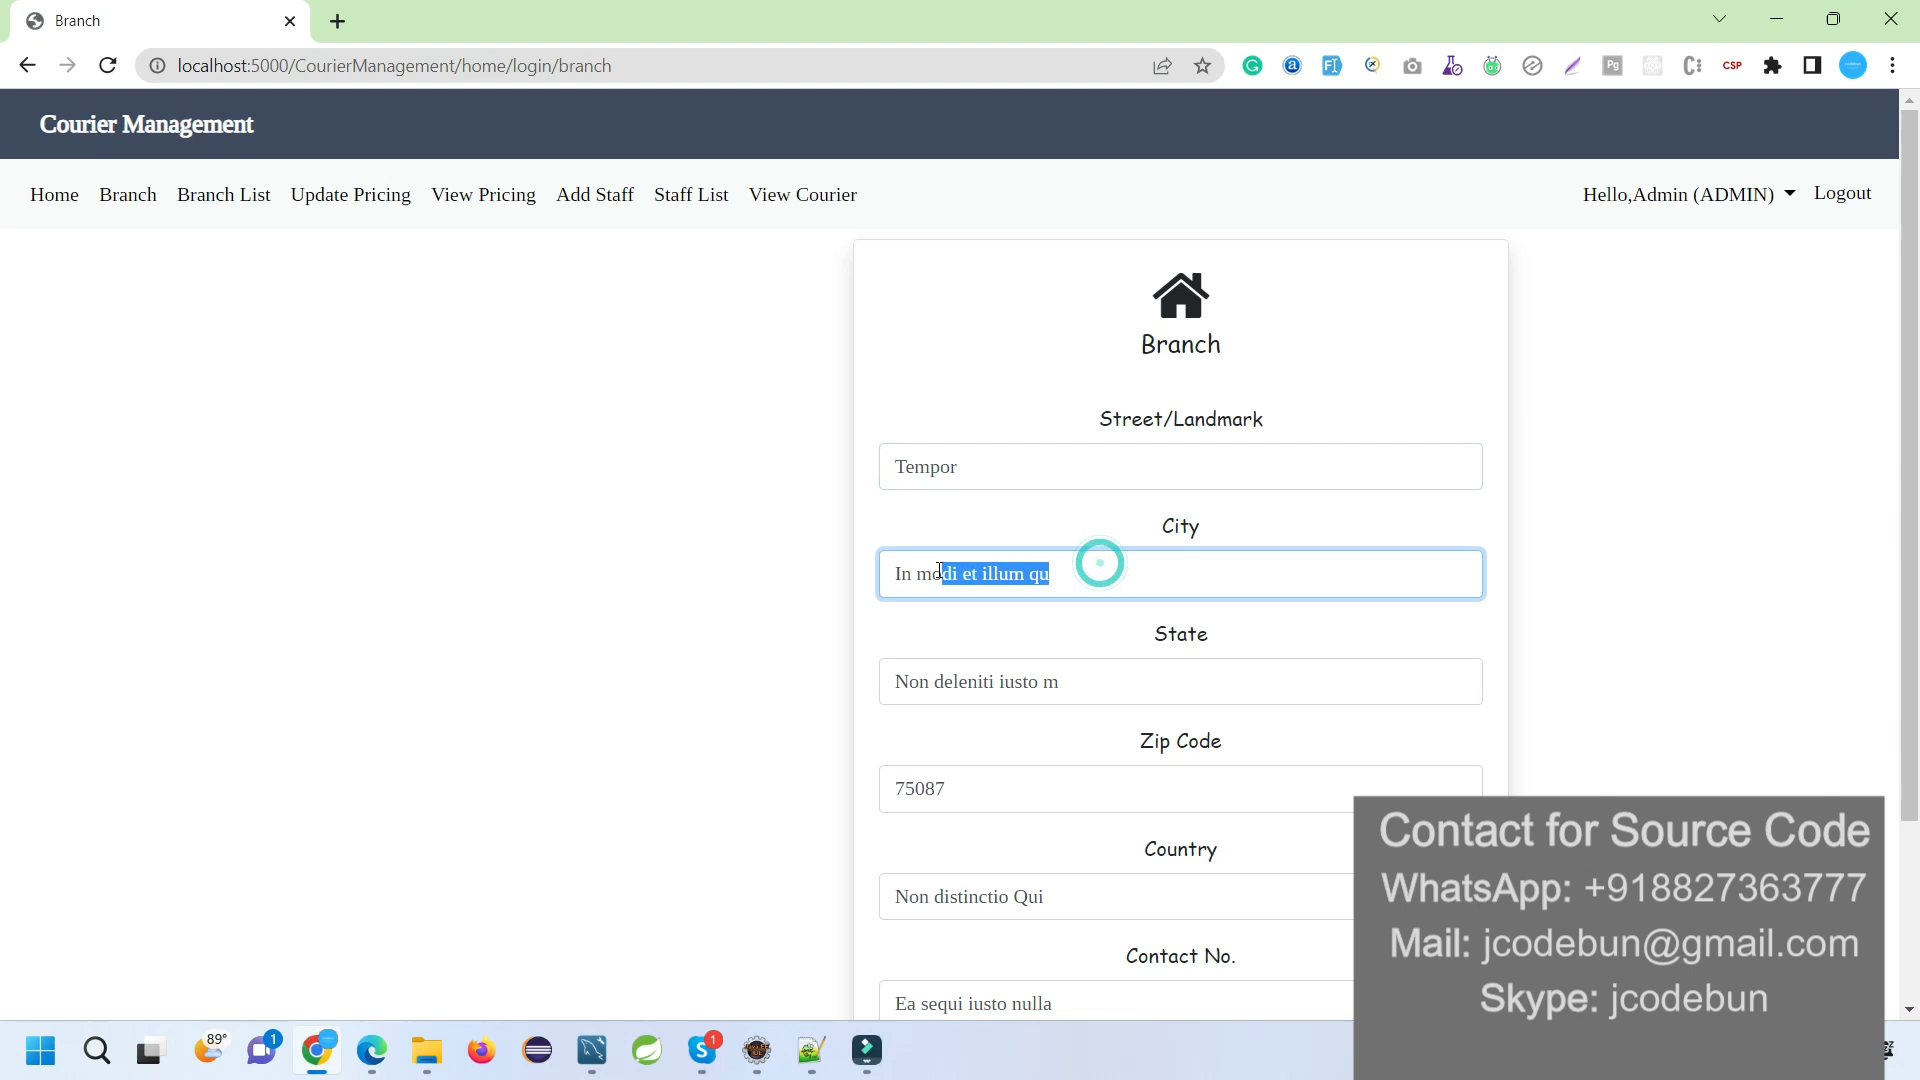 Branch
localhost:5000/CourierManagement/home/login/branch
CSP
Courier Management
Home Branch Branch List Update Pricing View Pricing Add Staff Staff List View Courier
Hello,Admin (ADMIN) Logout
Branch
Street/Landmark
Tempor
City
In modi et illum qu
State
Non deleniti iusto m
Zip Code
75087
Country
Non distinctio Qui
Contact No.
Ea sequi iusto nulla
Contact for Source Code
WhatsApp: +918827363777
Mail: jcodebun@gmail.com
Skype: jcodebun
89°
1
1